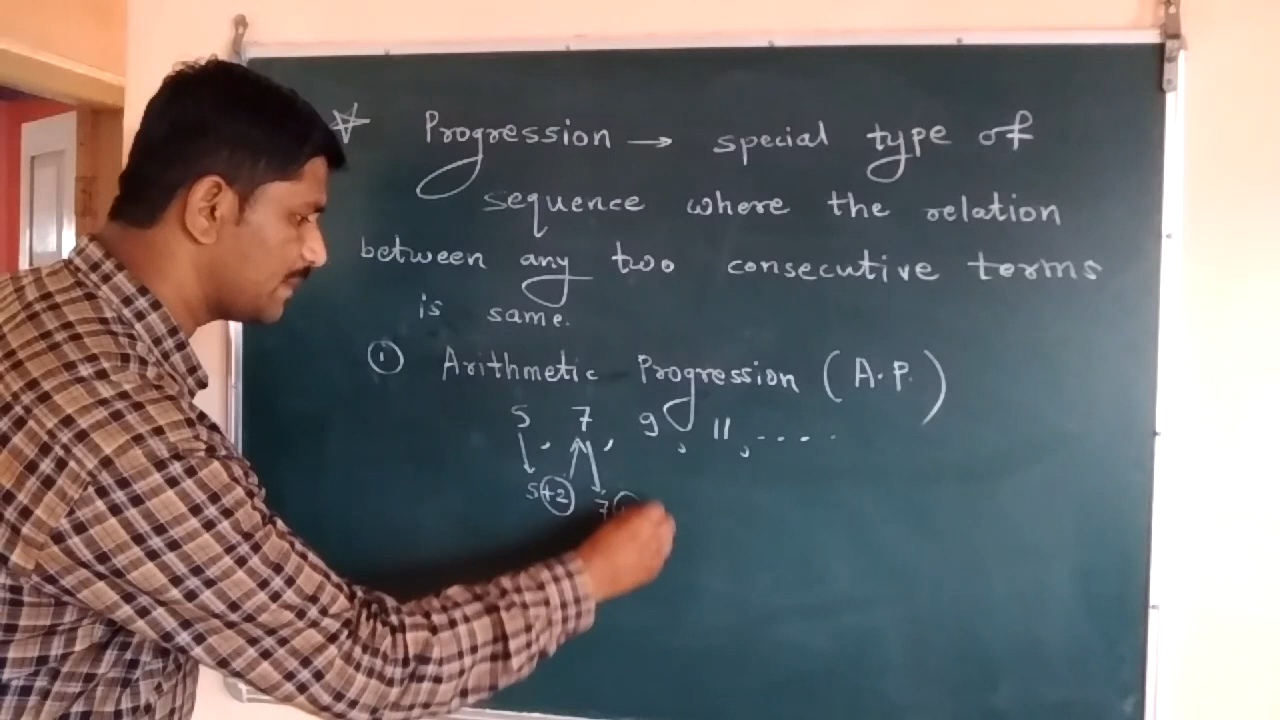 ☆ Progression → special type of
sequence where the relation
between any two consecutive terms
is same.
① Arithmetic Progression (A.P.)
5, 7, 9, 11, ....
5+2 7